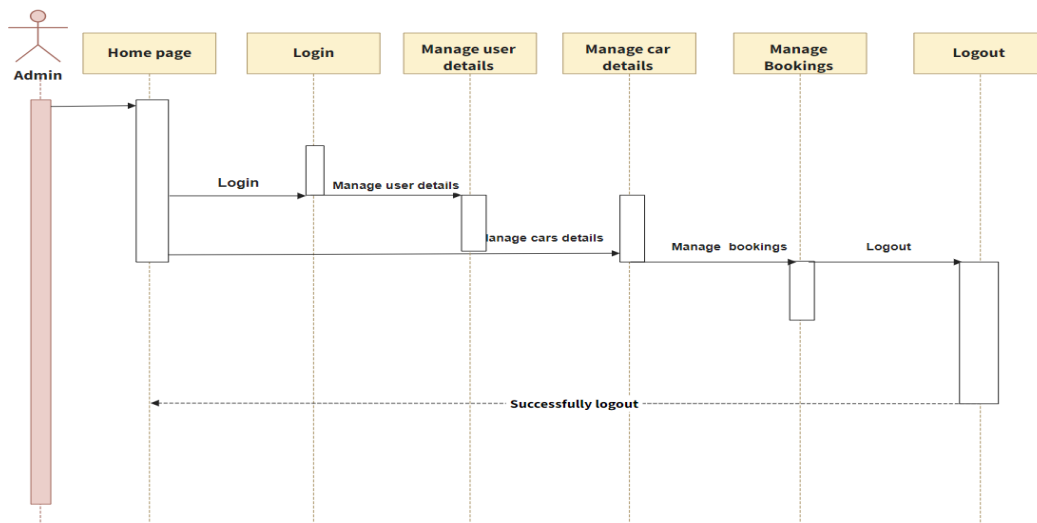 Admin
Home page
Login
Manage user
details
Manage car
details
Manage
Bookings
Logout
Login
Manage user details
anage cars details
Manage bookings
Logout
Successfully logout